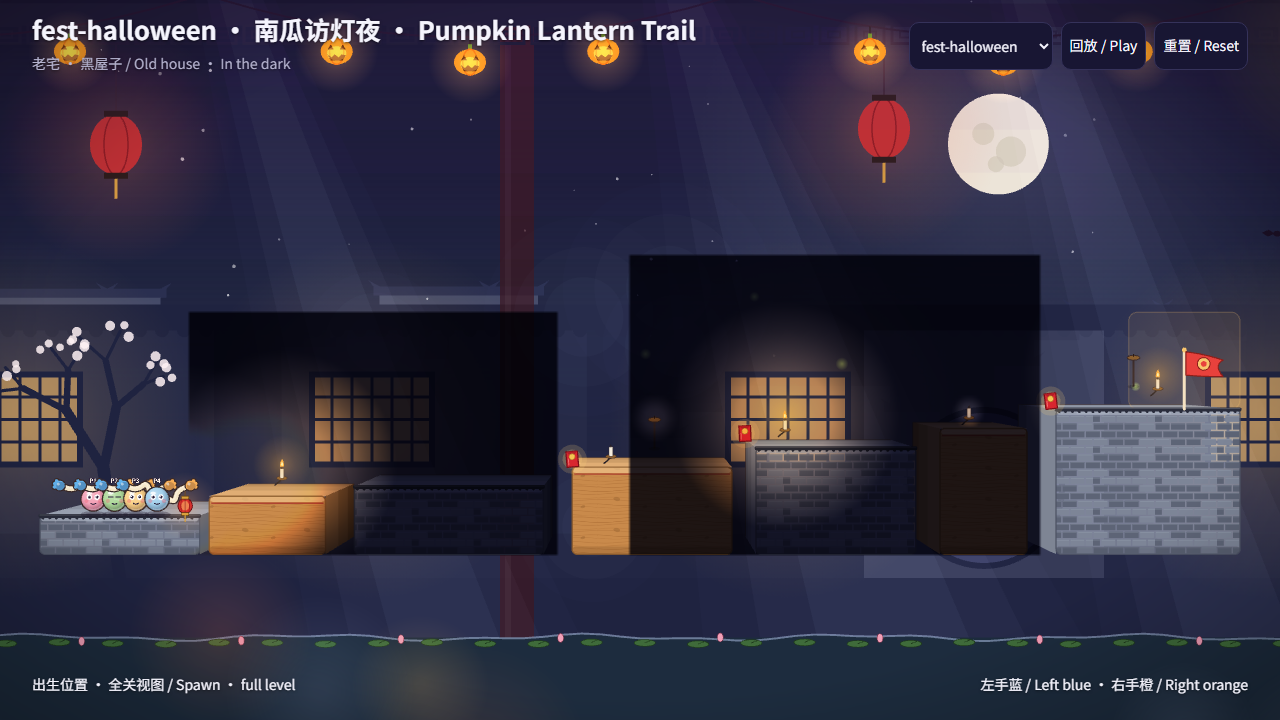 fest-halloween • 南瓜访灯夜 • Pumpkin Lantern Trail
老宅 • 黑屋子 / Old house • In the dark
fest-halloween
回放 / Play
重置 / Reset
P1 P2 P3 P4
出生位置 • 全关视图 / Spawn • full level
左手蓝 / Left blue • 右手橙 / Right orange